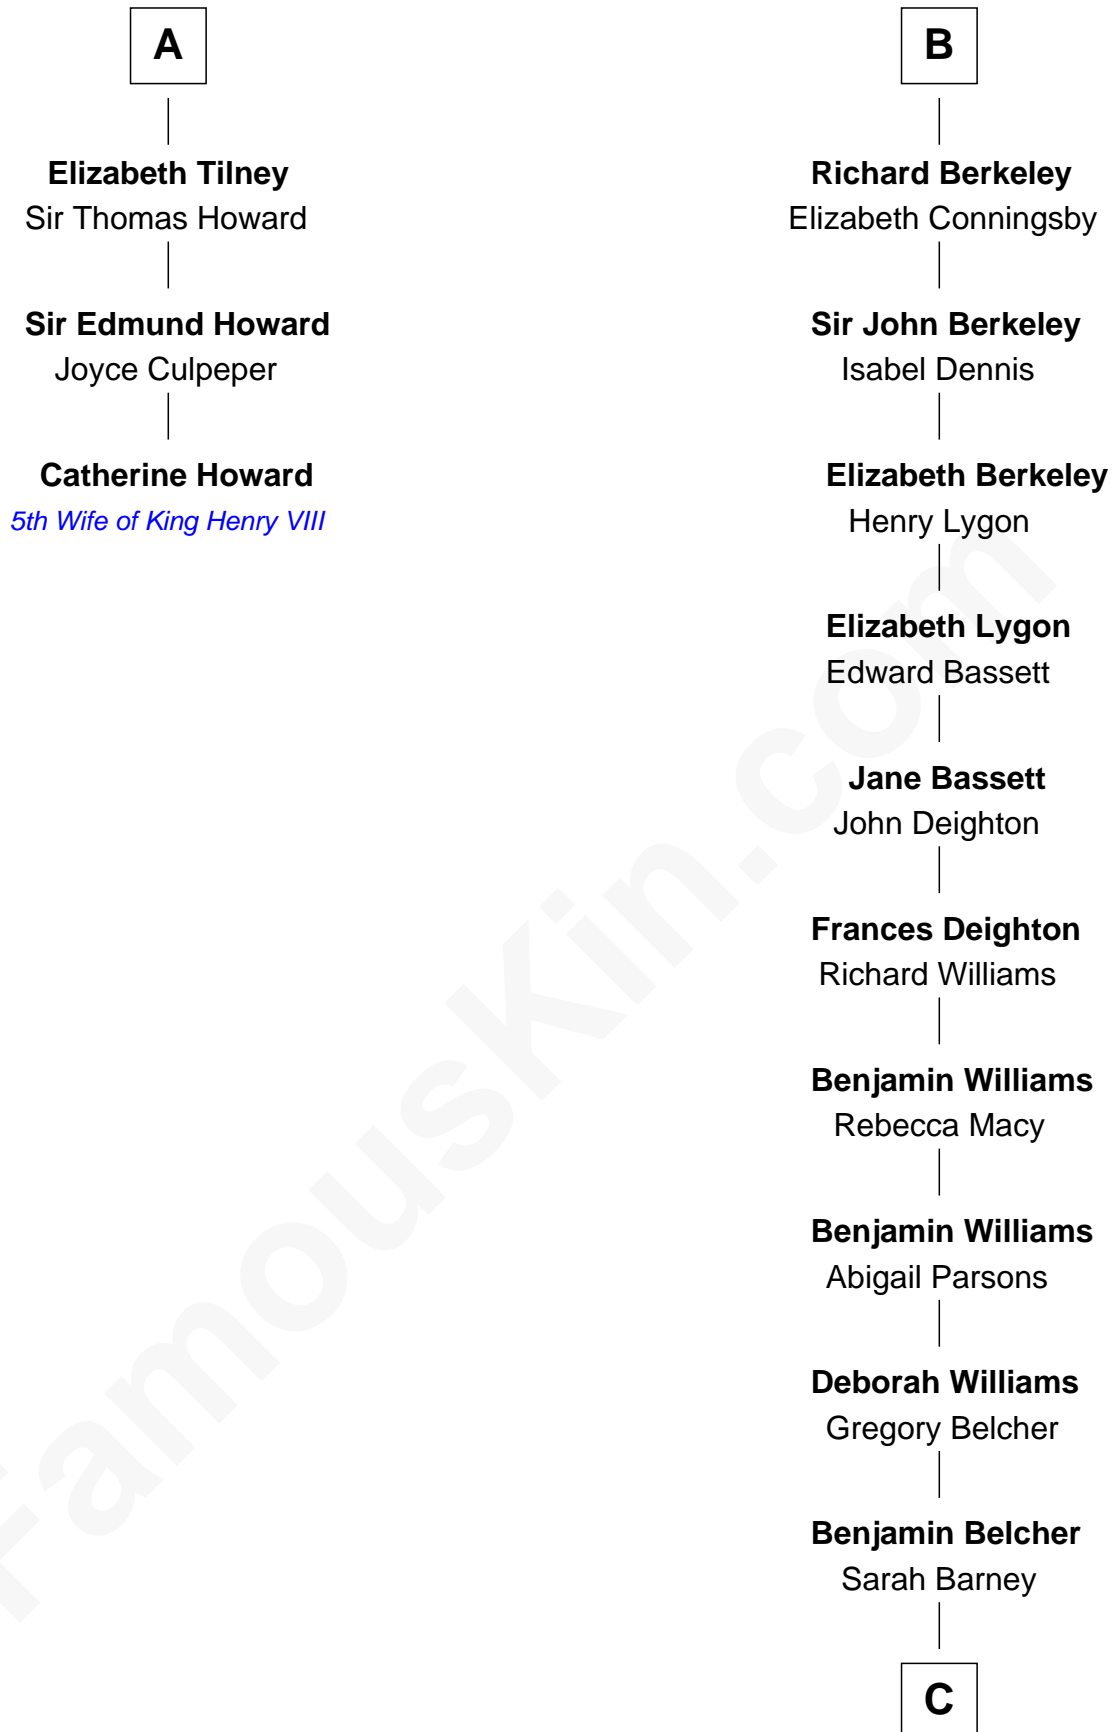 A
Elizabeth Tilney
Sir Thomas Howard
Sir Edmund Howard
Joyce Culpeper
Catherine Howard
5th Wife of King Henry VIII
B
Richard Berkeley
Elizabeth Conningsby
Sir John Berkeley
Isabel Dennis
Elizabeth Berkeley
Henry Lygon
Elizabeth Lygon
Edward Bassett
Jane Bassett
John Deighton
Frances Deighton
Richard Williams
Benjamin Williams
Rebecca Macy
Benjamin Williams
Abigail Parsons
Deborah Williams
Gregory Belcher
Benjamin Belcher
Sarah Barney
C
FamousKin.com